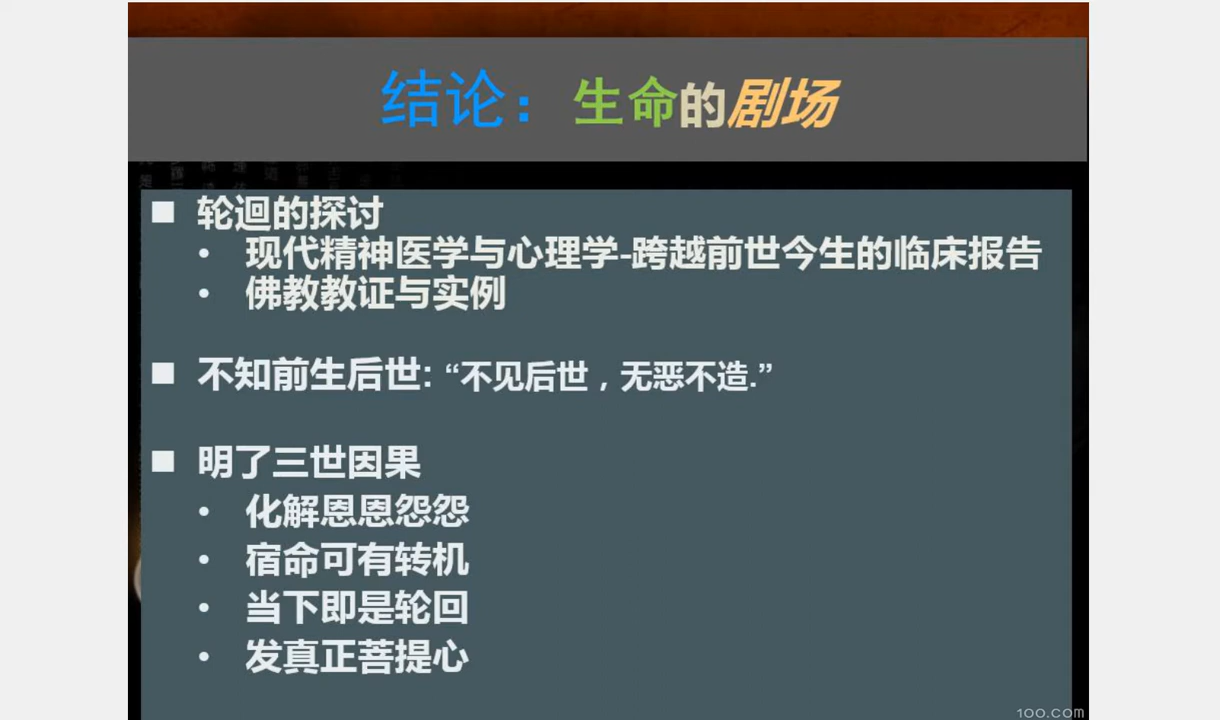 结论：生命的剧场
■ 轮迴的探讨
• 现代精神医学与心理学-跨越前世今生的临床报告
• 佛教教证与实例
■ 不知前生后世: “不见后世，无恶不造.”
■ 明了三世因果
• 化解恩恩怨怨
• 宿命可有转机
• 当下即是轮回
• 发真正菩提心
100.com